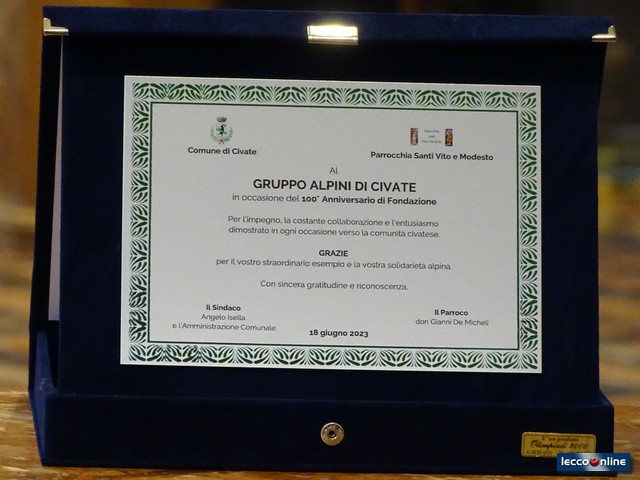 Comune di Civate
Parrocchia Santi Vito e Modesto
Al
GRUPPO ALPINI DI CIVATE
in occasione del 100° Anniversario di Fondazione
Per l'impegno, la costante collaborazione e l'entusiasmo
dimostrato in ogni occasione verso la comunità civatese.
GRAZIE
per il vostro straordinario esempio e la vostra solidarietà alpina.
Con sincera gratitudine e riconoscenza.
Il Sindaco
Angelo Isella
e l'Amministrazione Comunale
Il Parroco
don Gianni De Micheli
18 giugno 2023
Olimpiadi 2000
leccoonline